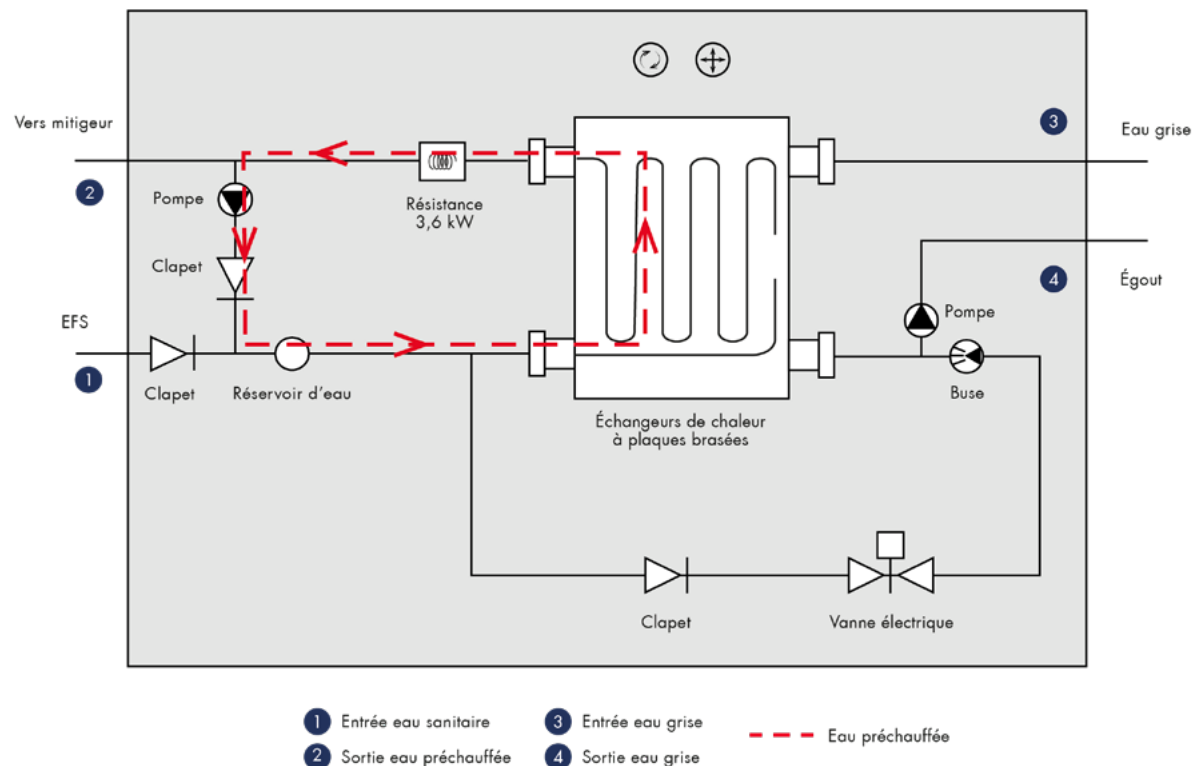 Vers mitigeur
2
Pompe
Résistance
3,6 kW
3
Eau grise
Clapet
4
Égout
Pompe
EFS
1
Clapet
Réservoir d'eau
Buse
Échangeurs de chaleur
à plaques brasées
Clapet
Vanne électrique
1 Entrée eau sanitaire
2 Sortie eau préchauffée
3 Entrée eau grise
4 Sortie eau grise
Eau préchauffée